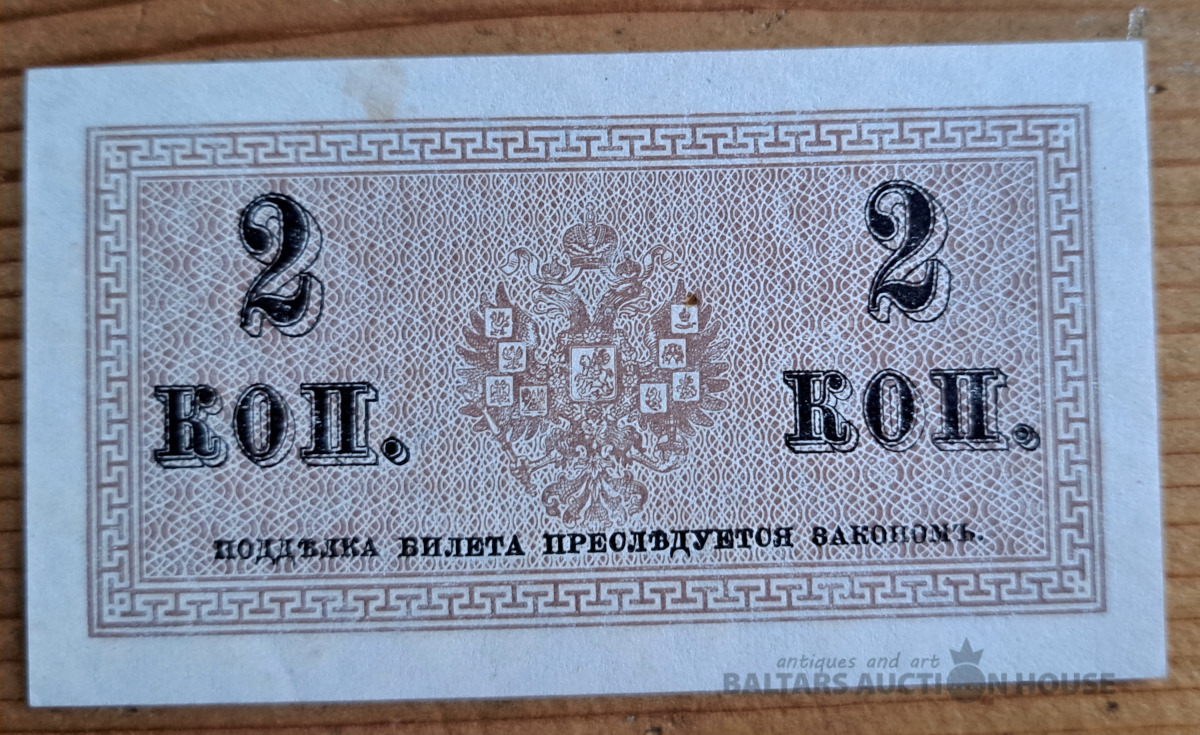 2 2
КОП. КОП.
ПОДДѢЛКА БИЛЕТА ПРЕСЛѢДУЕТСЯ ЗАКОНОМЪ.
antiques and art
BALTARS AUCTION HOUSE